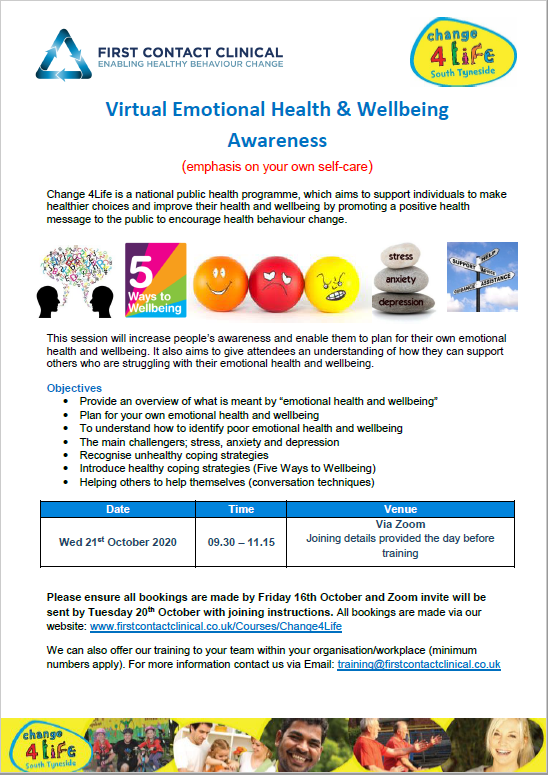 FIRST CONTACT CLINICAL
ENABLING HEALTHY BEHAVIOUR CHANGE
change
4 Life
South Tyneside
Virtual Emotional Health & Wellbeing
Awareness
(emphasis on your own self-care)
Change 4Life is a national public health programme, which aims to support individuals to make
healthier choices and improve their health and wellbeing by promoting a positive health
message to the public to encourage health behaviour change.
5
Ways to
Wellbeing
stress
anxiety
depression
SUPPORT
HELP
ADVICE
GUIDANCE
ASSISTANCE
This session will increase people's awareness and enable them to plan for their own emotional
health and wellbeing. It also aims to give attendees an understanding of how they can support
others who are struggling with their emotional health and wellbeing.
Objectives
• Provide an overview of what is meant by “emotional health and wellbeing”
• Plan for your own emotional health and wellbeing
• To understand how to identify poor emotional health and wellbeing
• The main challengers; stress, anxiety and depression
• Recognise unhealthy coping strategies
• Introduce healthy coping strategies (Five Ways to Wellbeing)
• Helping others to help themselves (conversation techniques)
Date Time Venue
Wed 21st October 2020 09.30 – 11.15 Via Zoom
Joining details provided the day before
training
Please ensure all bookings are made by Friday 16th October and Zoom invite will be
sent by Tuesday 20th October with joining instructions. All bookings are made via our
website: www.firstcontactclinical.co.uk/Courses/Change4Life
We can also offer our training to your team within your organisation/workplace (minimum
numbers apply). For more information contact us via Email: training@firstcontactclinical.co.uk
change
4 Life
South Tyneside